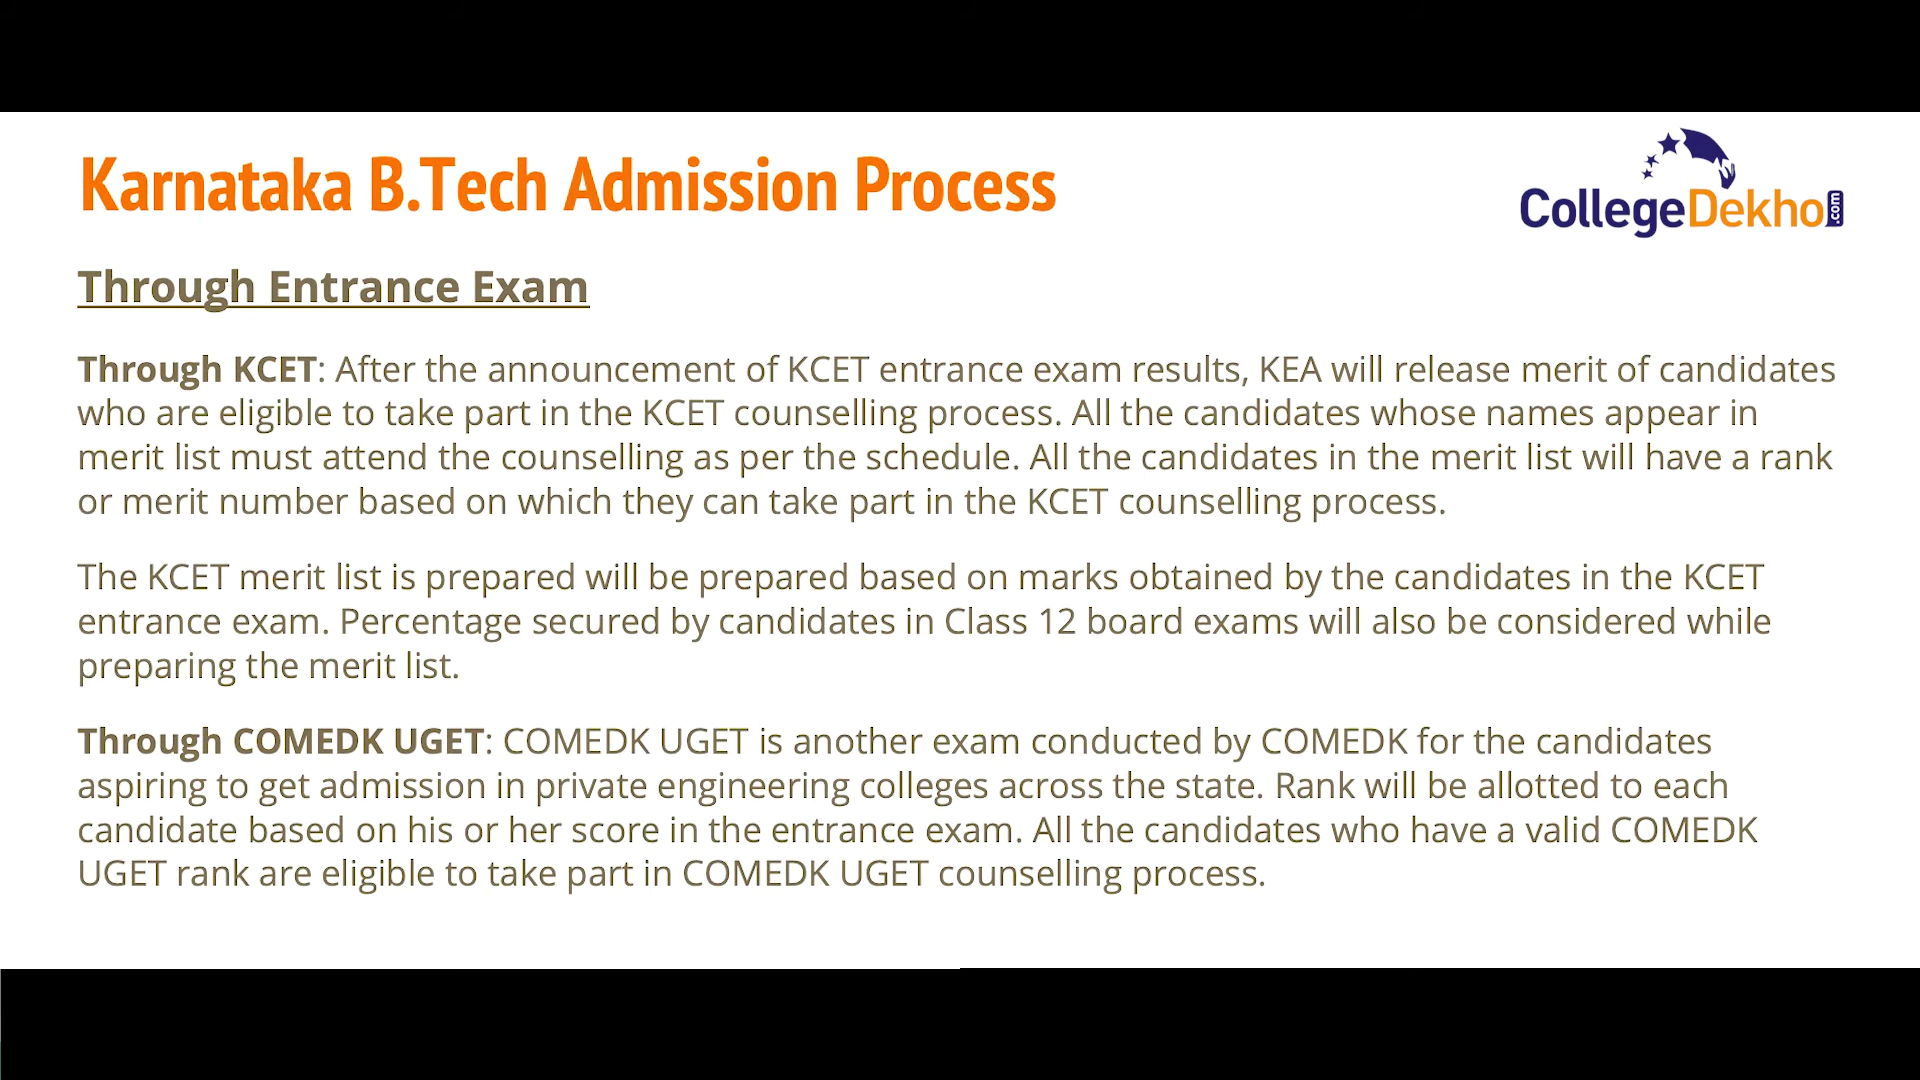 Karnataka B.Tech Admission Process
CollegeDekho.com
Through Entrance Exam
Through KCET: After the announcement of KCET entrance exam results, KEA will release merit of candidates
who are eligible to take part in the KCET counselling process. All the candidates whose names appear in
merit list must attend the counselling as per the schedule. All the candidates in the merit list will have a rank
or merit number based on which they can take part in the KCET counselling process.
The KCET merit list is prepared will be prepared based on marks obtained by the candidates in the KCET
entrance exam. Percentage secured by candidates in Class 12 board exams will also be considered while
preparing the merit list.
Through COMEDK UGET: COMEDK UGET is another exam conducted by COMEDK for the candidates
aspiring to get admission in private engineering colleges across the state. Rank will be allotted to each
candidate based on his or her score in the entrance exam. All the candidates who have a valid COMEDK
UGET rank are eligible to take part in COMEDK UGET counselling process.